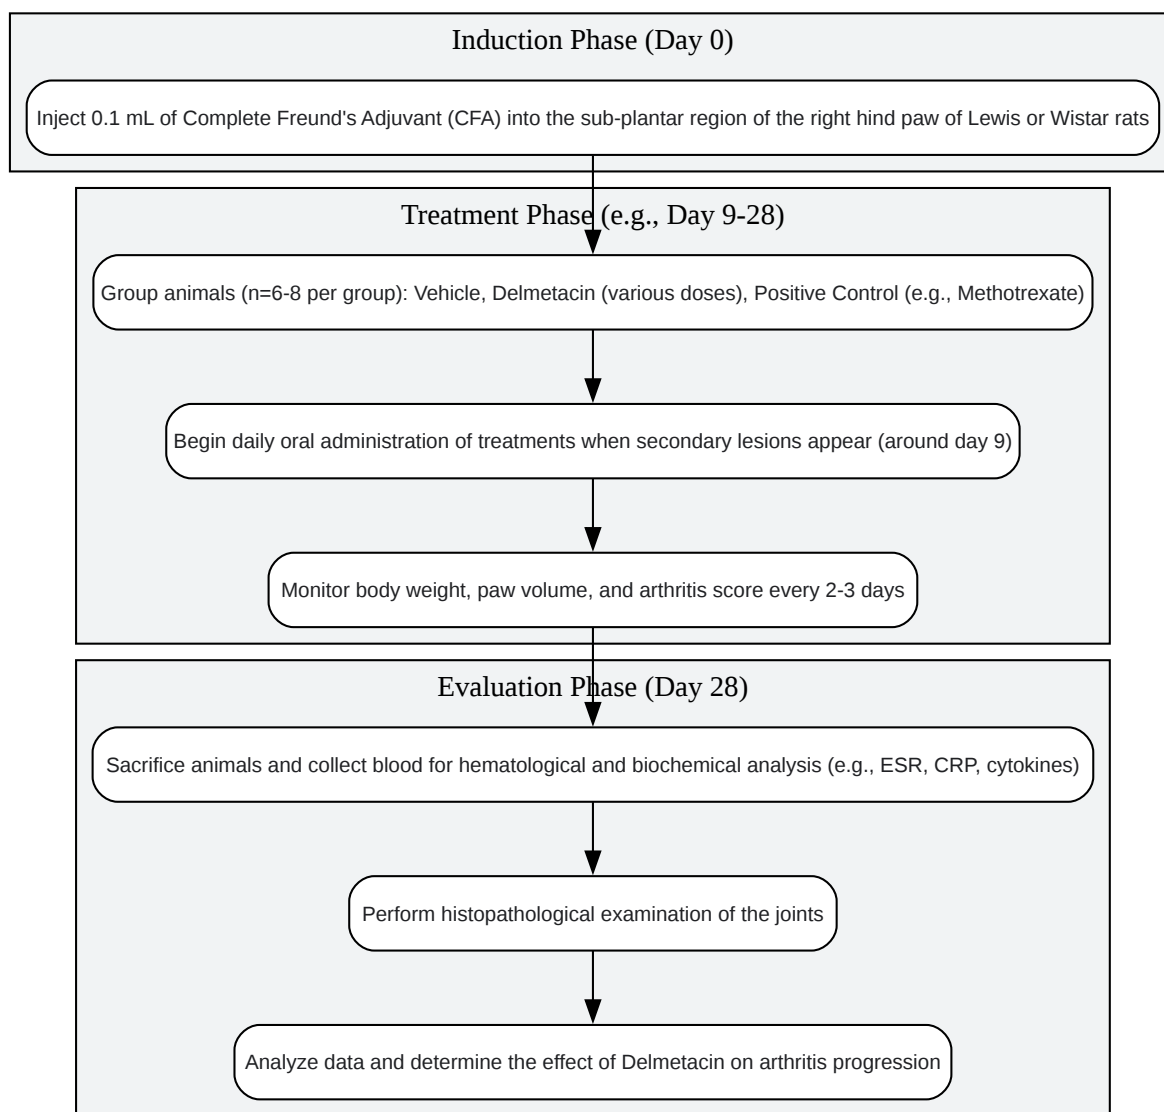 Induction Phase (Day 0)
Inject 0.1 mL of Complete Freund's Adjuvant (CFA) into the sub-plantar region of the right hind paw of Lewis or Wistar rats
Treatment Phase (e.g., Day 9-28)
Group animals (n=6-8 per group): Vehicle, Delmetacin (various doses), Positive Control (e.g., Methotrexate)
Begin daily oral administration of treatments when secondary lesions appear (around day 9)
Monitor body weight, paw volume, and arthritis score every 2-3 days
Evaluation Phase (Day 28)
Sacrifice animals and collect blood for hematological and biochemical analysis (e.g., ESR, CRP, cytokines)
Perform histopathological examination of the joints
Analyze data and determine the effect of Delmetacin on arthritis progression